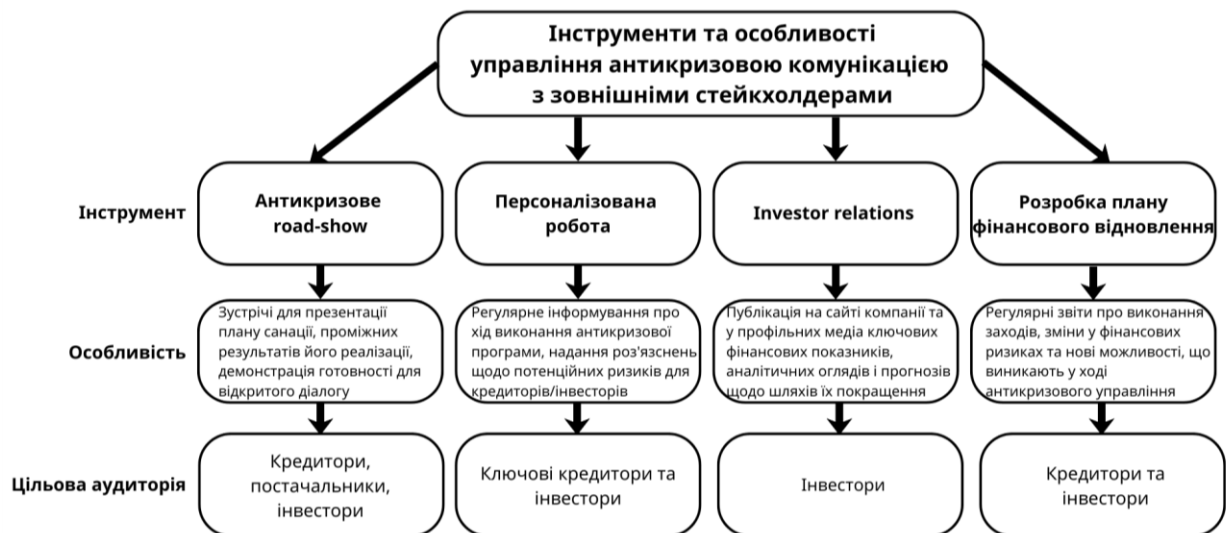 Інструменти та особливості
управління антикризовою комунікацією
з зовнішніми стейкхолдерами
Інструмент
Антикризове
road-show
Персоналізована
робота
Investor relations
Розробка плану
фінансового відновлення
Особливість
Зустрічі для презентації
плану санації, проміжних
результатів його реалізації,
демонстрація готовності для
відкритого діалогу
Регулярне інформування про
хід виконання антикризової
програми, надання роз'яснень
щодо потенційних ризиків для
кредиторів/інвесторів
Публікація на сайті компанії та
у профільних медіа ключових
фінансових показників,
аналітичних оглядів і прогнозів
щодо шляхів їх покращення
Регулярні звіти про виконання
заходів, зміни у фінансових
ризиках та нові можливості, що
виникають у ході
антикризового управління
Цільова аудиторія
Кредитори,
постачальники,
інвестори
Ключові кредитори та
інвестори
Інвестори
Кредитори та
інвестори